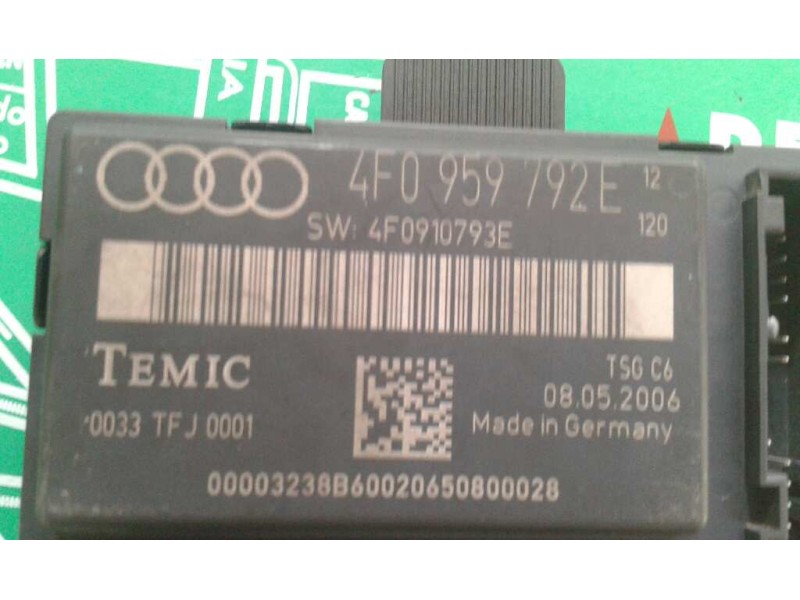 4F0 959 792E 12
120
SW: 4F0910793E
TEMIC
TSG C6
08.05.2006
0033 TFJ 0001
Made in Germany
00003238B60020650800028